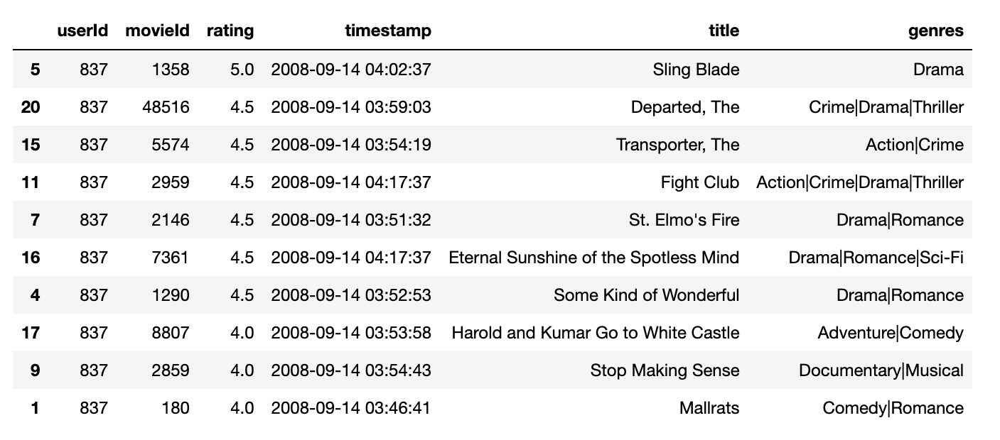 userId movieId rating timestamp title genres
5 837 1358 5.0 2008-09-14 04:02:37 Sling Blade Drama
20 837 48516 4.5 2008-09-14 03:59:03 Departed, The Crime|Drama|Thriller
15 837 5574 4.5 2008-09-14 03:54:19 Transporter, The Action|Crime
11 837 2959 4.5 2008-09-14 04:17:37 Fight Club Action|Crime|Drama|Thriller
7 837 2146 4.5 2008-09-14 03:51:32 St. Elmo's Fire Drama|Romance
16 837 7361 4.5 2008-09-14 04:17:37 Eternal Sunshine of the Spotless Mind Drama|Romance|Sci-Fi
4 837 1290 4.5 2008-09-14 03:52:53 Some Kind of Wonderful Drama|Romance
17 837 8807 4.0 2008-09-14 03:53:58 Harold and Kumar Go to White Castle Adventure|Comedy
9 837 2859 4.0 2008-09-14 03:54:43 Stop Making Sense Documentary|Musical
1 837 180 4.0 2008-09-14 03:46:41 Mallrats Comedy|Romance